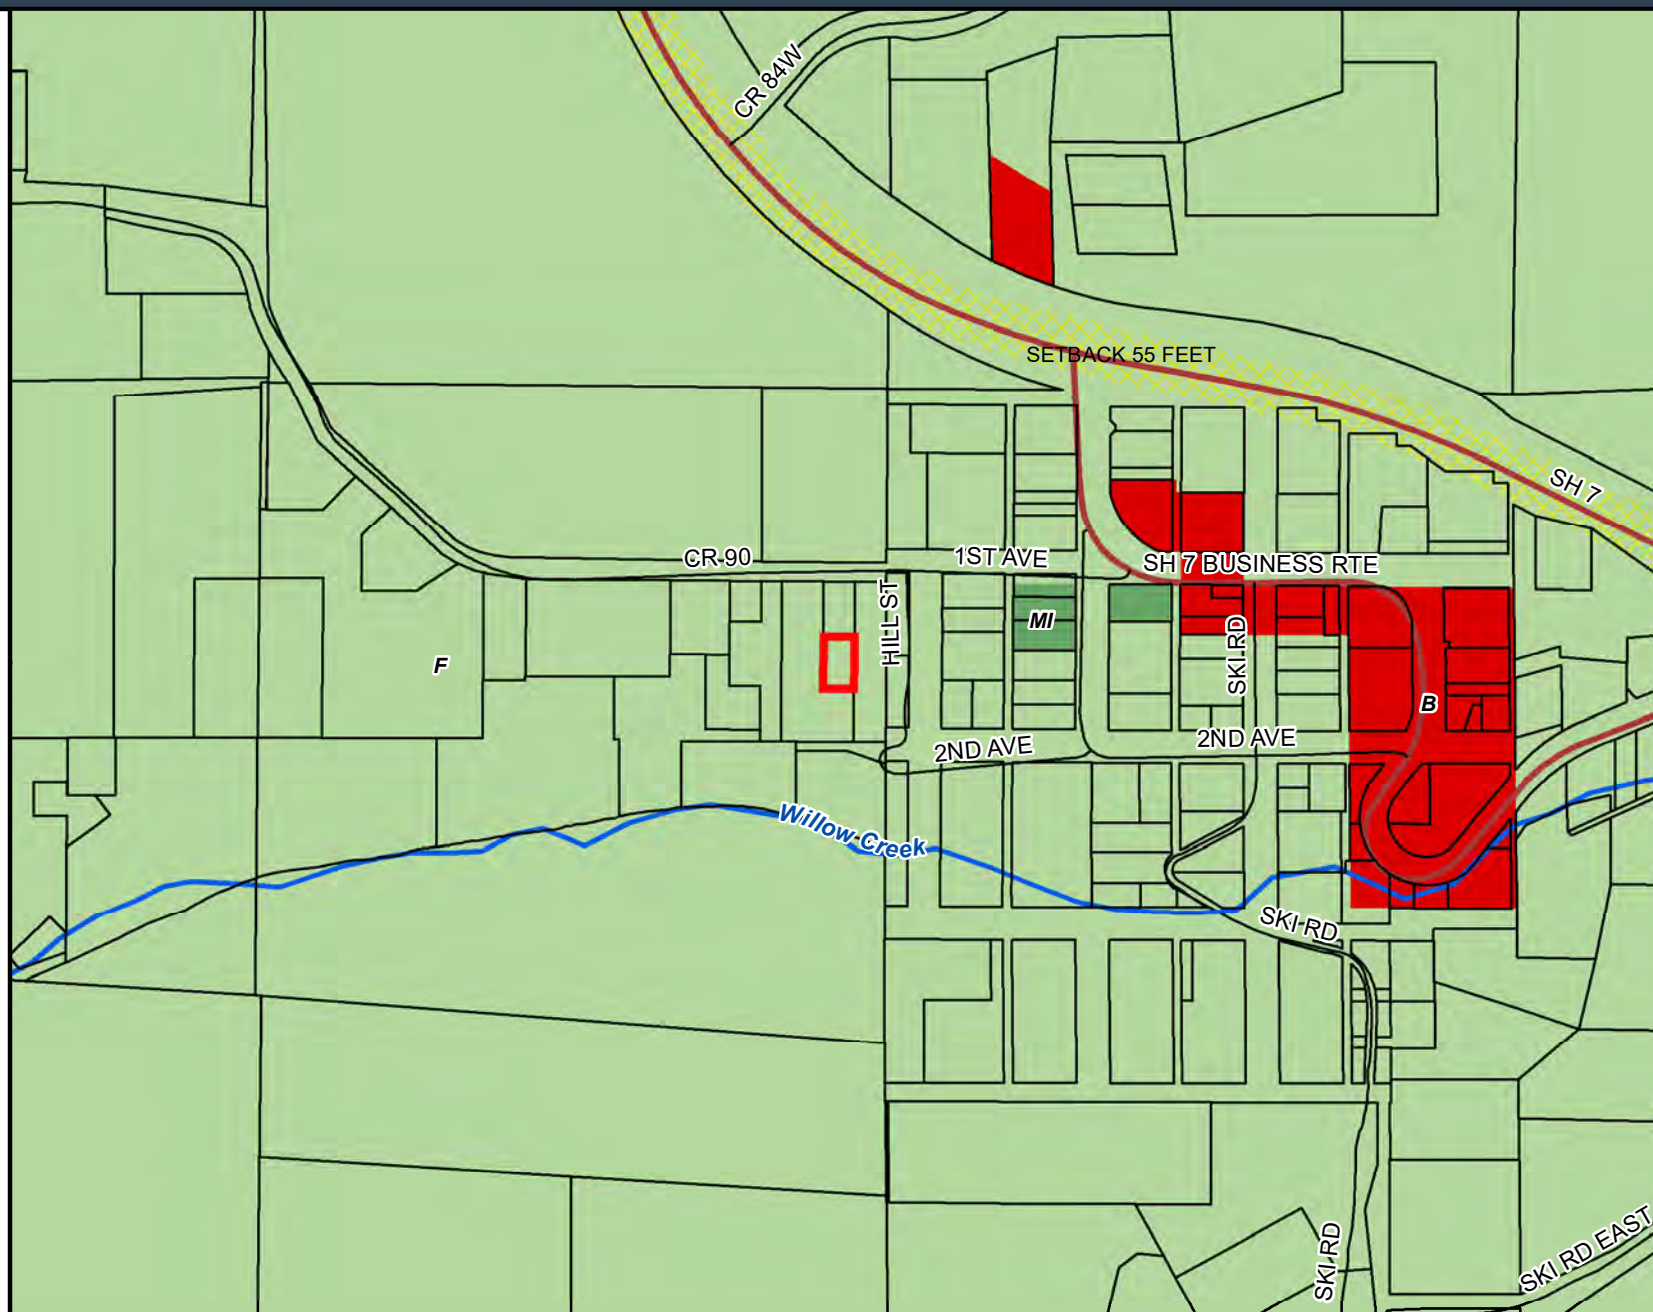 CR 84W
SETBACK 55 FEET
SH 7
CR 90
1ST AVE
SH 7 BUSINESS RTE
HILL ST
MI
SKI RD
F
B
2ND AVE
2ND AVE
Willow Creek
SKI RD
SKI RD
SKI RD EAST